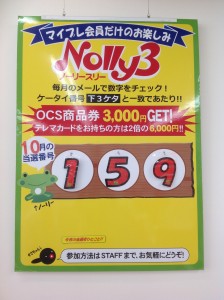 マイフレ会員だけのお楽しみ
Nolly3
ノーリースリー
毎月のメールで数字をチェック！
ケータイ番号 下3ケタ と一致であたり!!
OCS商品券3,000円GET!
テレマカードをお持ちの方は2倍の6,000円!!
10月の
当選番号
159
参加方法はSTAFFまで、お気軽にどうぞ!